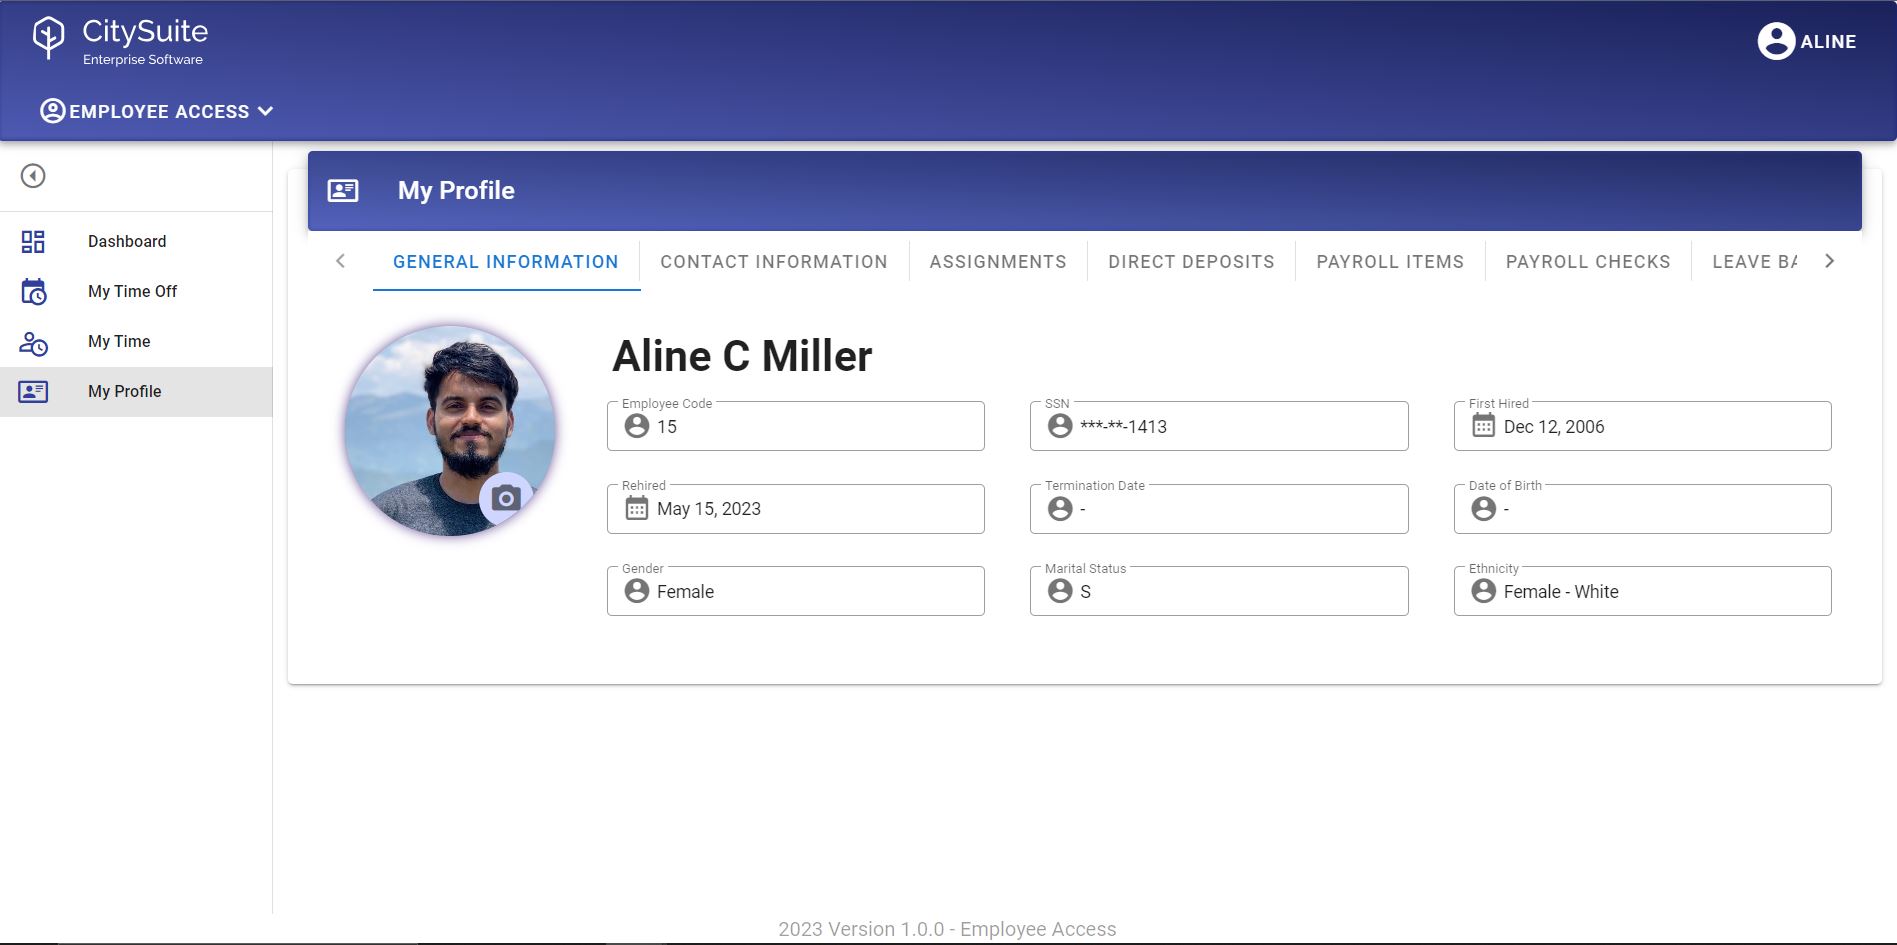 CitySuite
Enterprise Software
ALINE
EMPLOYEE ACCESS
My Profile
Dashboard
My Time Off
My Time
My Profile
GENERAL INFORMATION
CONTACT INFORMATION
ASSIGNMENTS
DIRECT DEPOSITS
PAYROLL ITEMS
PAYROLL CHECKS
LEAVE BA
Aline C Miller
Employee Code
15
SSN
***-**-1413
First Hired
Dec 12, 2006
Rehired
May 15, 2023
Termination Date
-
Date of Birth
-
Gender
Female
Marital Status
S
Ethnicity
Female - White
2023 Version 1.0.0 - Employee Access